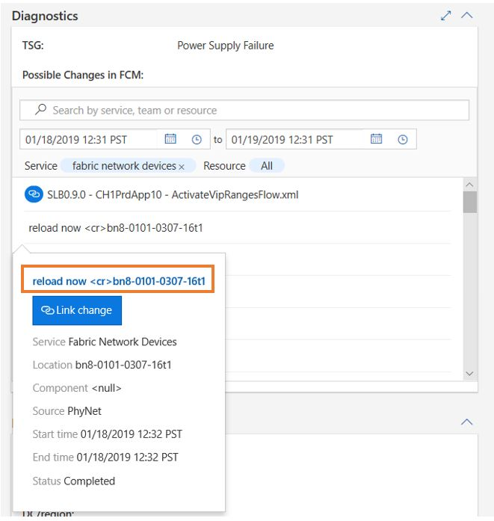 Diagnostics
TSG: Power Supply Failure
Possible Changes in FCM:
Search by service, team or resource
01/18/2019 12:31 PST to 01/19/2019 12:31 PST
Service fabric network devices × Resource All
SLB0.9.0 - CH1PrdApp10 - ActivateVipRangesFlow.xml
reload now <cr>bn8-0101-0307-16t1
reload now <cr>bn8-0101-0307-16t1
Link change
Service Fabric Network Devices
Location bn8-0101-0307-16t1
Component <null>
Source PhyNet
Start time 01/18/2019 12:32 PST
End time 01/18/2019 12:32 PST
Status Completed
DC/region: